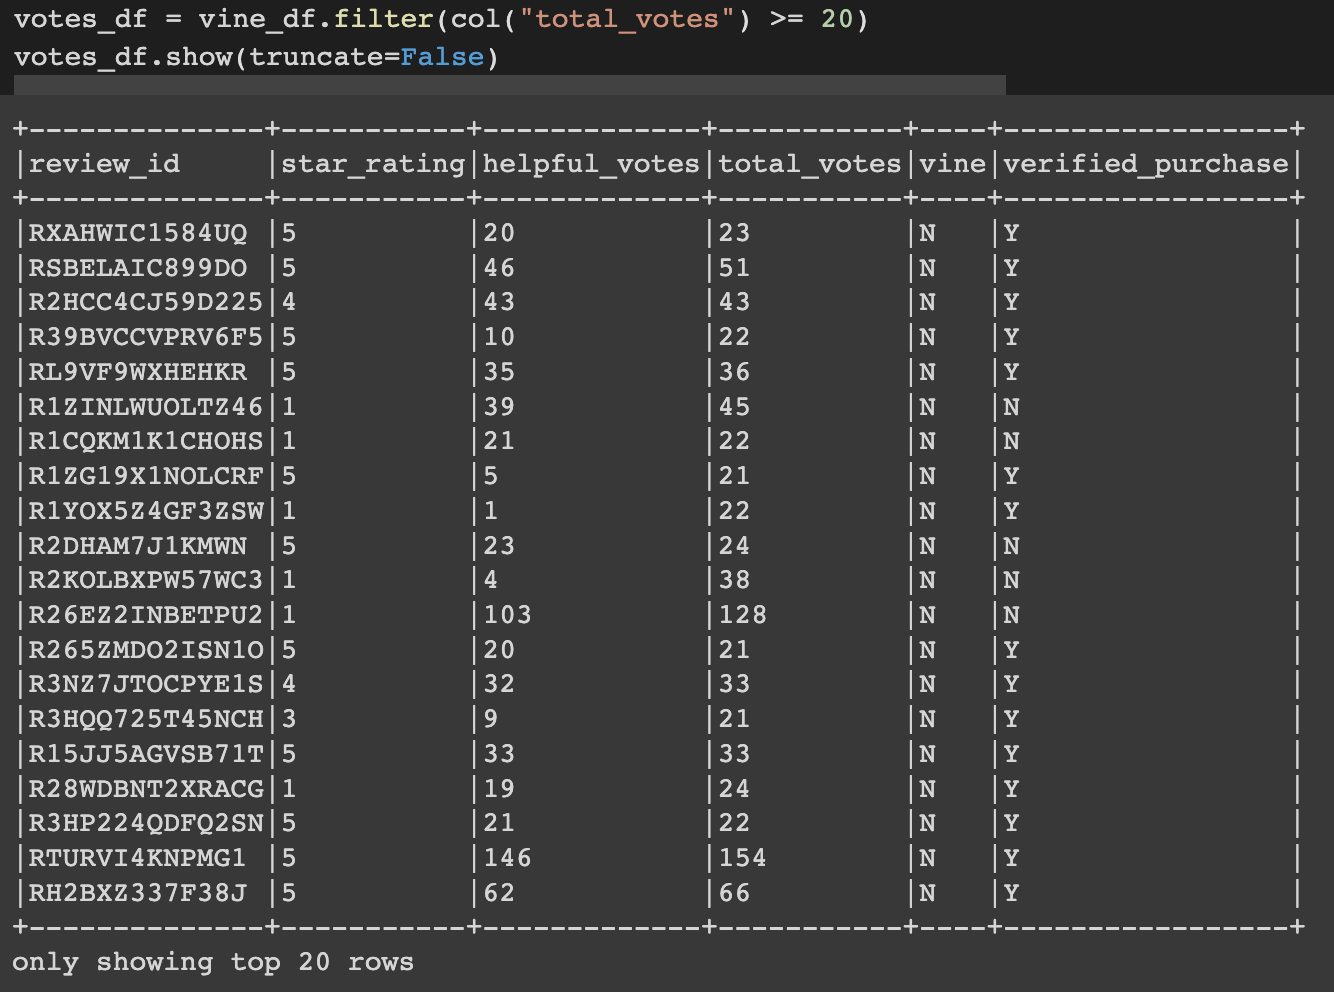 votes_df = vine_df.filter(col("total_votes") >= 20)
votes_df.show(truncate=False)
+--------------+-----------+-------------+-----------+----+-----------------+
|review_id     |star_rating|helpful_votes|total_votes|vine|verified_purchase|
+--------------+-----------+-------------+-----------+----+-----------------+
|RXAHWIC1584UQ |5          |20           |23         |N   |Y                |
|RSBELAIC899DO |5          |46           |51         |N   |Y                |
|R2HCC4CJ59D225|4          |43           |43         |N   |Y                |
|R39BVCCVPRV6F5|5          |10           |22         |N   |Y                |
|RL9VF9WXHEHKR |5          |35           |36         |N   |Y                |
|R1ZINLWUOLTZ46|1          |39           |45         |N   |N                |
|R1CQKM1K1CHOHS|1          |21           |22         |N   |N                |
|R1ZG19X1NOLCRF|5          |5            |21         |N   |Y                |
|R1YOX5Z4GF3ZSW|1          |1            |22         |N   |Y                |
|R2DHAM7J1KMWN |5          |23           |24         |N   |N                |
|R2KOLBXPW57WC3|1          |4            |38         |N   |N                |
|R26EZ2INBETPU2|1          |103          |128        |N   |N                |
|R265ZMDO2ISN1O|5          |20           |21         |N   |Y                |
|R3NZ7JTOCPYE1S|4          |32           |33         |N   |Y                |
|R3HQQ725T45NCH|3          |9            |21         |N   |Y                |
|R15JJ5AGVSB71T|5          |33           |33         |N   |Y                |
|R28WDBNT2XRACG|1          |19           |24         |N   |Y                |
|R3HP224QDFQ2SN|5          |21           |22         |N   |Y                |
|RTURVI4KNPMG1 |5          |146          |154        |N   |Y                |
|RH2BXZ337F38J |5          |62           |66         |N   |Y                |
+--------------+-----------+-------------+-----------+----+-----------------+
only showing top 20 rows